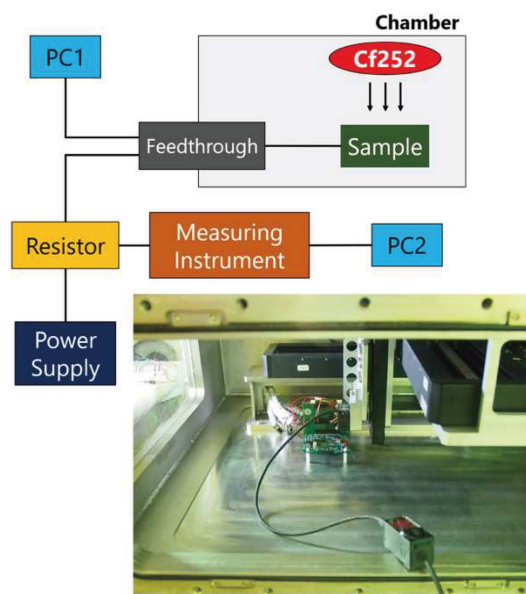 Chamber
PC1
Cf252
Feedthrough
Sample
Resistor
Measuring
Instrument
PC2
Power
Supply